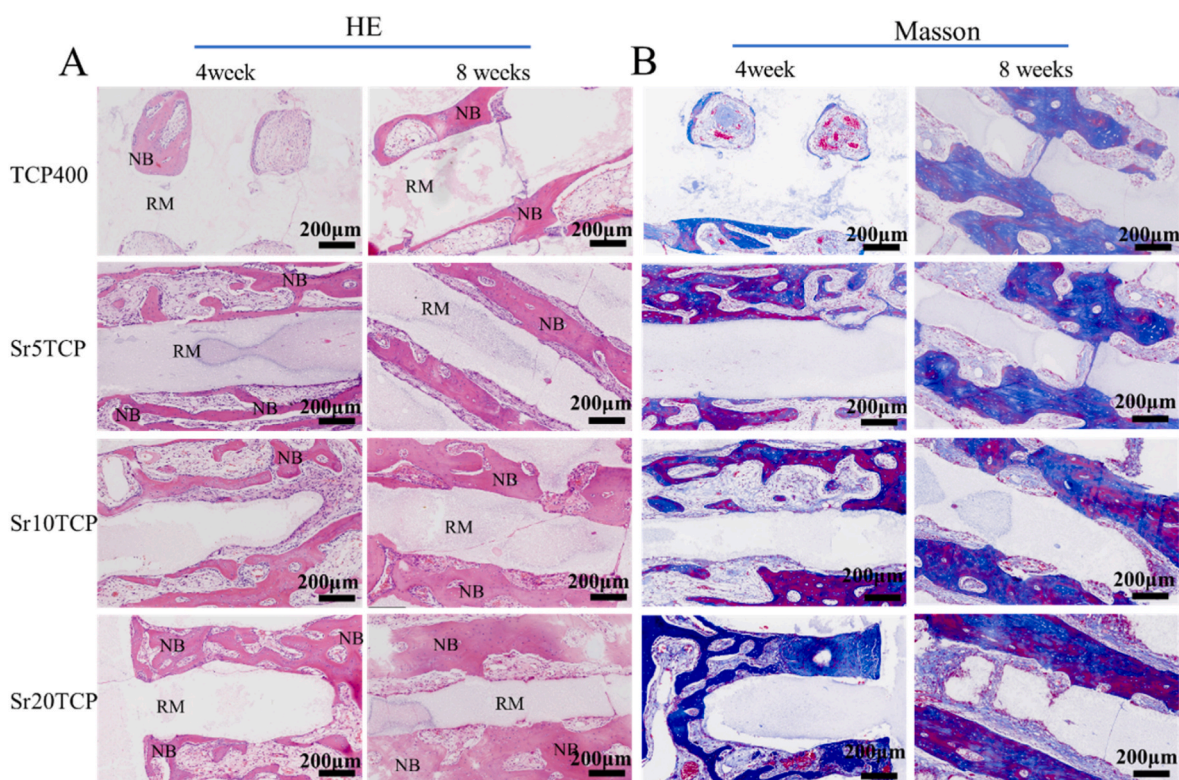 HE
Masson
A
4week
8 weeks
B
4week
8 weeks
TCP400
NB
RM
200μm
NB
RM
NB
200μm
200μm
200μm
Sr5TCP
NB
RM
NB
NB
200μm
RM
NB
200μm
200μm
200μm
Sr10TCP
NB
200μm
NB
RM
NB
200μm
200μm
200μm
Sr20TCP
NB
NB
RM
NB
200μm
NB
RM
NB
NB
200μm
200μm
200μm